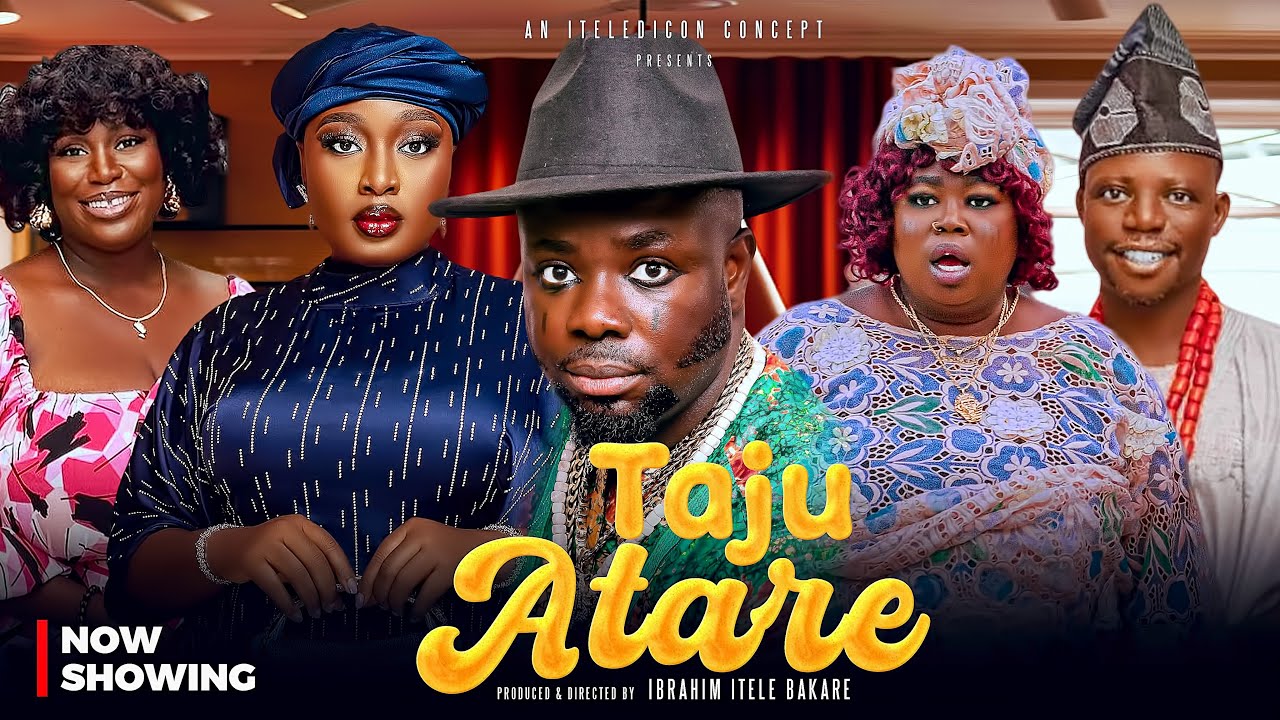 AN ITELEDICON CONCEPT
PRESENTS
Taju
Atare
NOW
SHOWING
PRODUCED & DIRECTED BY IBRAHIM ITELE BAKARE